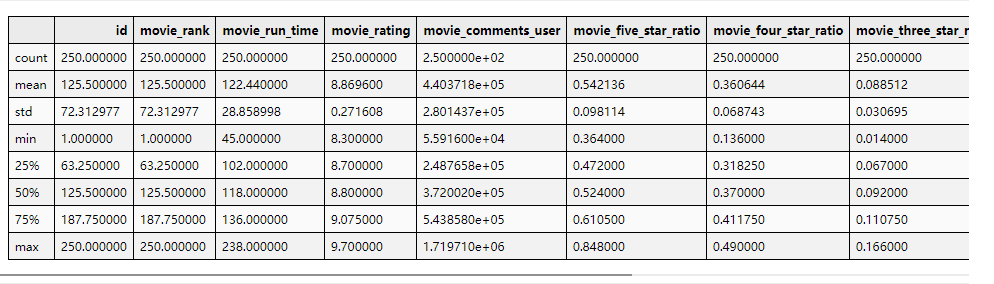 id movie_rank movie_run_time movie_rating movie_comments_user movie_five_star_ratio movie_four_star_ratio movie_three_star_r
count 250.000000 250.000000 250.000000 250.000000 2.500000e+02 250.000000 250.000000 250.000000
mean 125.500000 125.500000 122.440000 8.869600 4.403718e+05 0.542136 0.360644 0.088512
std 72.312977 72.312977 28.858998 0.271608 2.801437e+05 0.098114 0.068743 0.030695
min 1.000000 1.000000 45.000000 8.300000 5.591600e+04 0.364000 0.136000 0.014000
25% 63.250000 63.250000 102.000000 8.700000 2.487658e+05 0.472000 0.318250 0.067000
50% 125.500000 125.500000 118.000000 8.800000 3.720020e+05 0.524000 0.370000 0.092000
75% 187.750000 187.750000 136.000000 9.075000 5.438580e+05 0.610500 0.411750 0.110750
max 250.000000 250.000000 238.000000 9.700000 1.719710e+06 0.848000 0.490000 0.166000